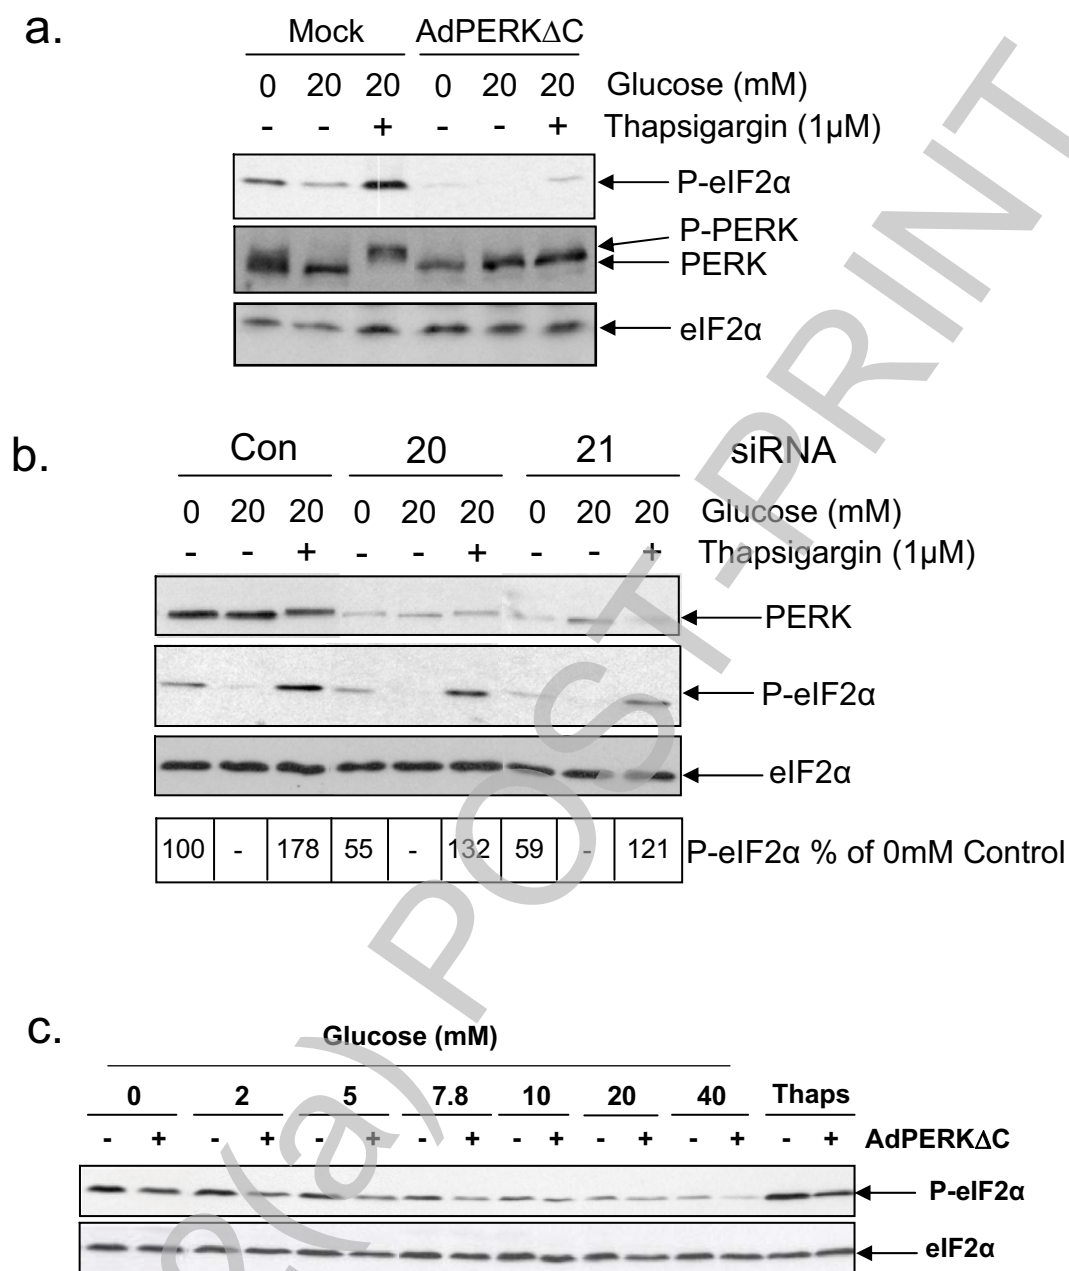 a.
Mock AdPERKΔC
0 20 20 0 20 20 Glucose (mM)
- - + - - + Thapsigargin (1µM)
P-eIF2α
P-PERK
PERK
eIF2α
b.
Con 20 21 siRNA
0 20 20 0 20 20 0 20 20 Glucose (mM)
- - + - - + - - + Thapsigargin (1µM)
PERK
P-eIF2α
eIF2α
100 - 178 55 - 132 59 - 121 P-eIF2α % of 0mM Control
c.
Glucose (mM)
0 2 5 7.8 10 20 40 Thaps
- + - + - + - + - + - + - + - + AdPERKΔC
P-eIF2α
eIF2α
2(a) POST-PRINT